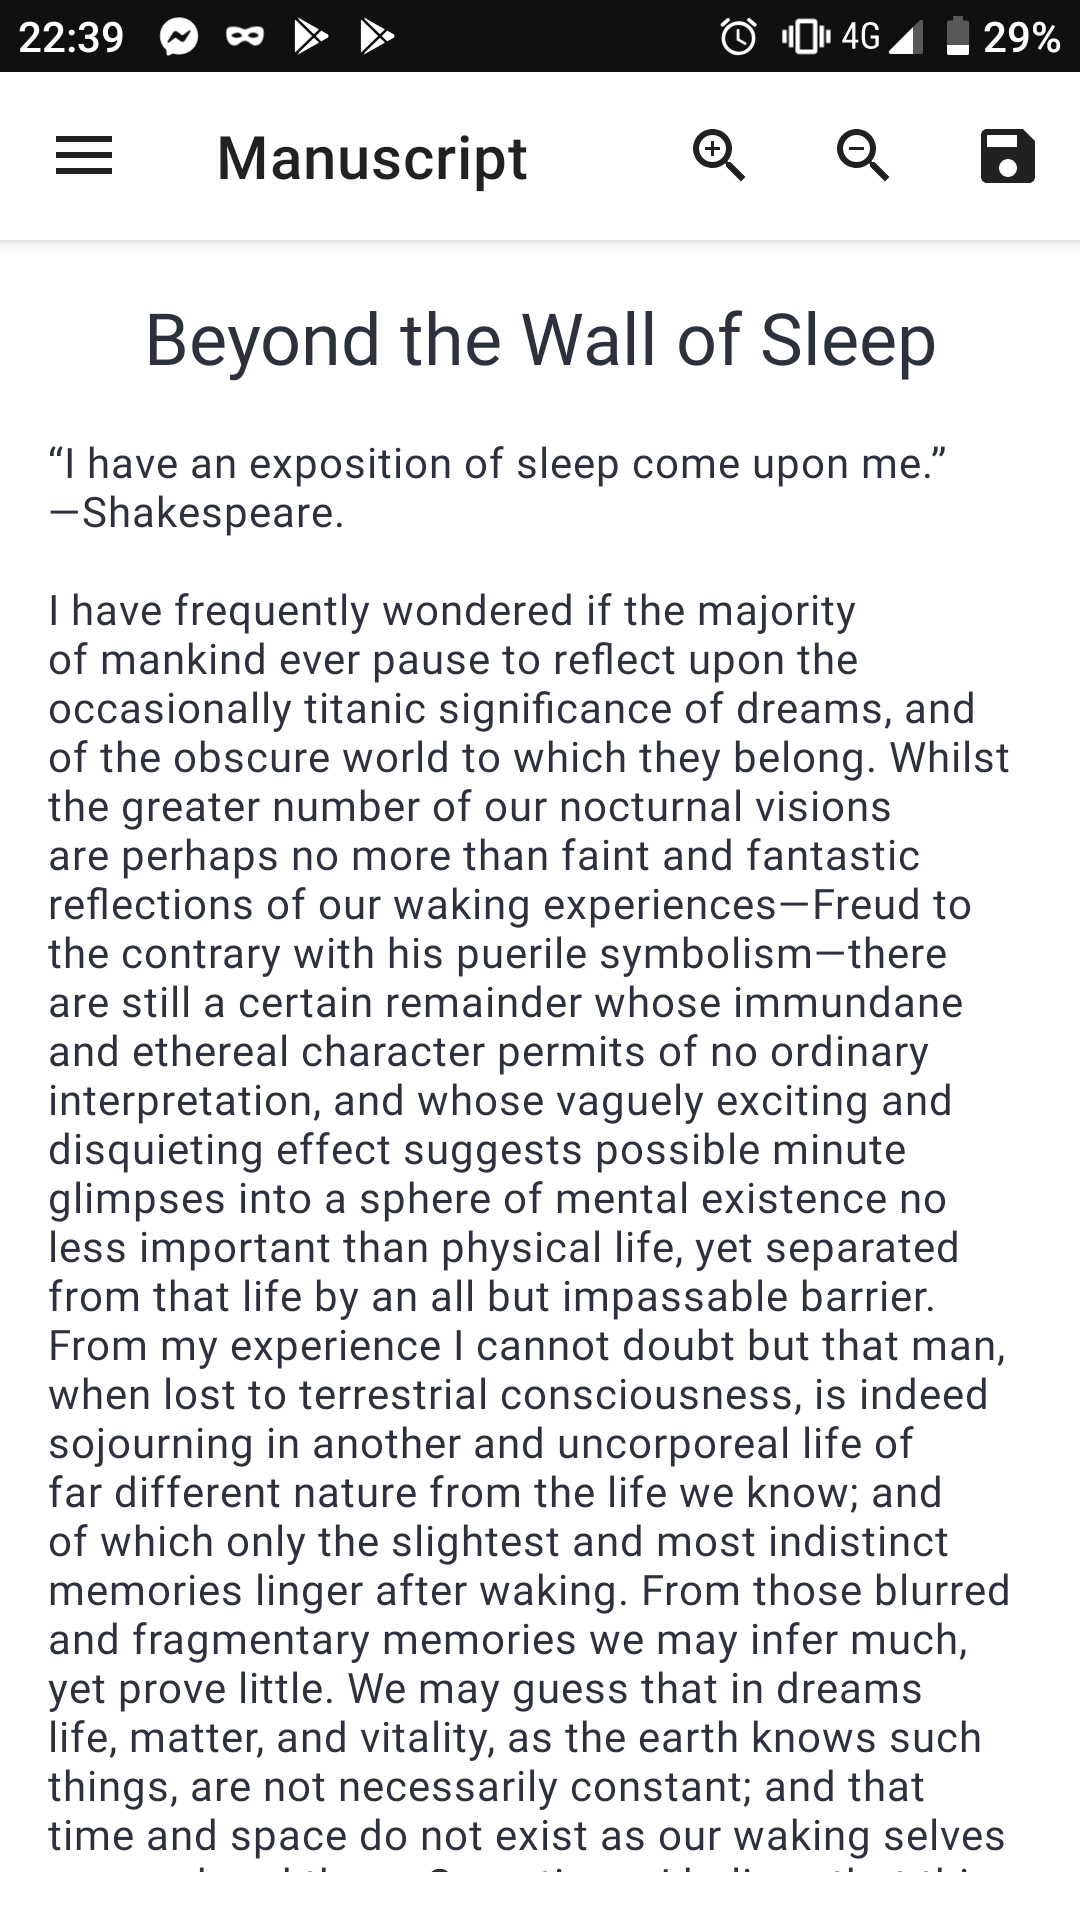 22:39
4G
29%
Manuscript
Beyond the Wall of Sleep
“I have an exposition of sleep come upon me.”
—Shakespeare.
I have frequently wondered if the majority
of mankind ever pause to reflect upon the
occasionally titanic significance of dreams, and
of the obscure world to which they belong. Whilst
the greater number of our nocturnal visions
are perhaps no more than faint and fantastic
reflections of our waking experiences—Freud to
the contrary with his puerile symbolism—there
are still a certain remainder whose immundane
and ethereal character permits of no ordinary
interpretation, and whose vaguely exciting and
disquieting effect suggests possible minute
glimpses into a sphere of mental existence no
less important than physical life, yet separated
from that life by an all but impassable barrier.
From my experience I cannot doubt but that man,
when lost to terrestrial consciousness, is indeed
sojourning in another and uncorporeal life of
far different nature from the life we know; and
of which only the slightest and most indistinct
memories linger after waking. From those blurred
and fragmentary memories we may infer much,
yet prove little. We may guess that in dreams
life, matter, and vitality, as the earth knows such
things, are not necessarily constant; and that
time and space do not exist as our waking selves